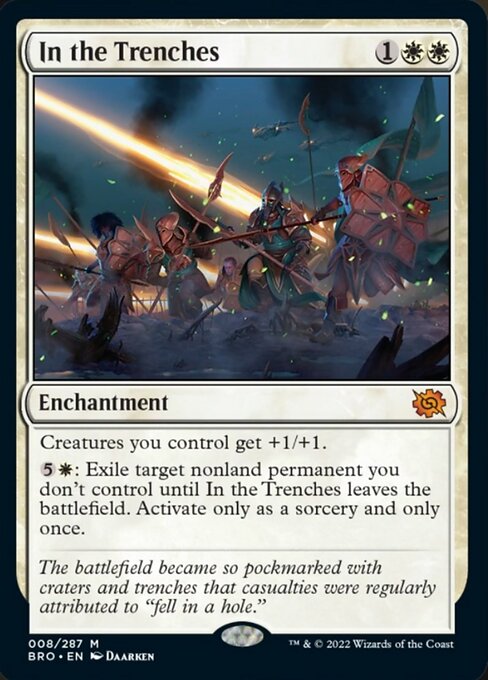 In the Trenches 1
Enchantment
Creatures you control get +1/+1.
5: Exile target nonland permanent you
don't control until In the Trenches leaves the
battlefield. Activate only as a sorcery and only
once.
The battlefield became so pockmarked with
craters and trenches that casualties were regularly
attributed to “fell in a hole.”
008/287 M
BRO • EN DAARKEN
™ & © 2022 Wizards of the Coast